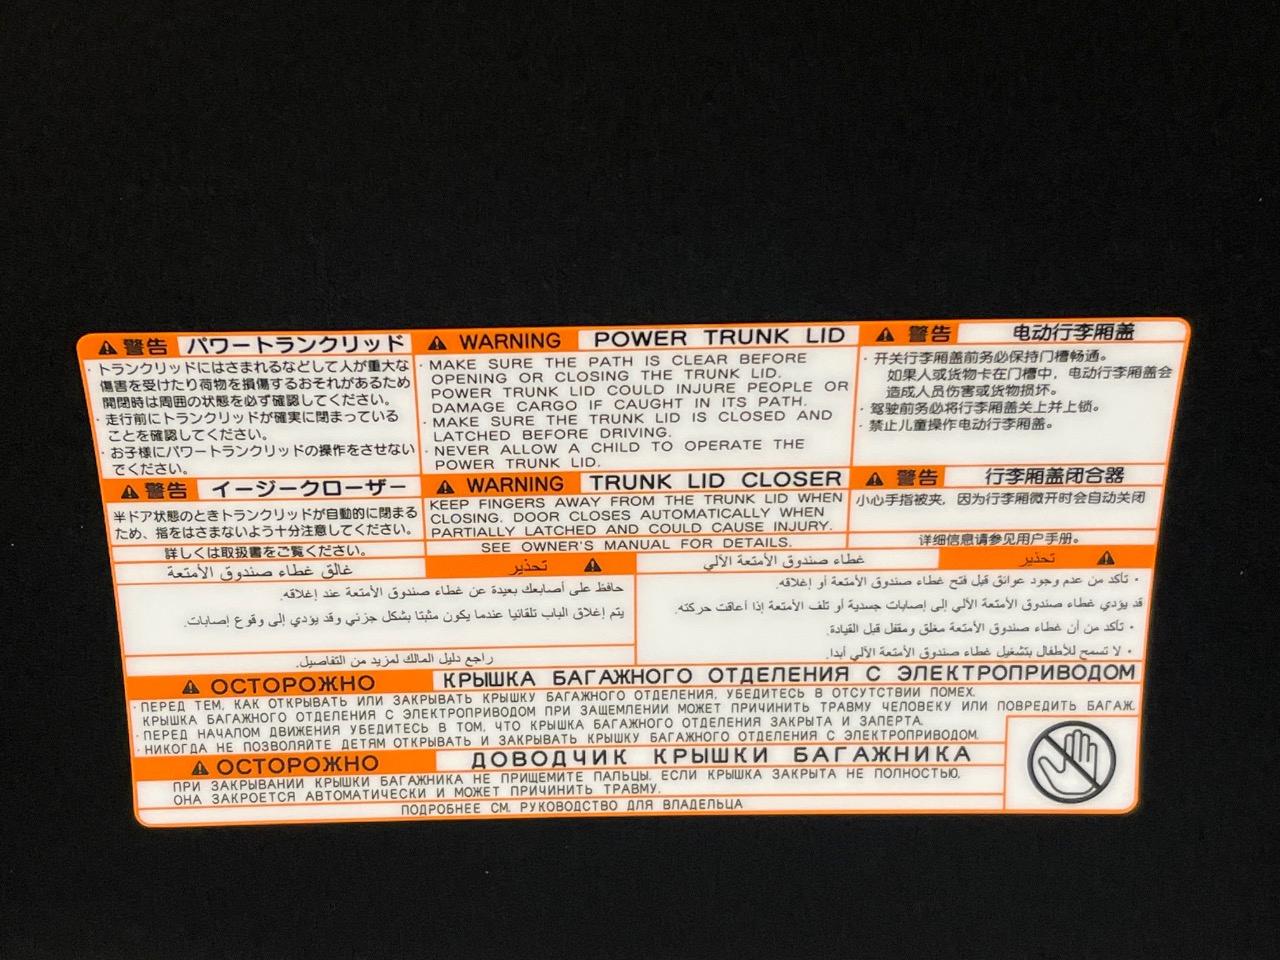 警告 パワートランクリッド
・トランクリッドにはさまれるなどして人が重大な
傷害を受けたり荷物を損傷するおそれがあるため
開閉時は周囲の状態を必ず確認してください。
・走行前にトランクリッドが確実に閉まっている
ことを確認してください。
・お子様にパワートランクリッドの操作をさせない
でください。
警告 イージークローザー
半ドア状態のときトランクリッドが自動的に閉まる
ため、指をはさまないよう十分注意してください。
詳しくは取扱書をご覧ください。
WARNING POWER TRUNK LID
・MAKE SURE THE PATH IS CLEAR BEFORE
OPENING OR CLOSING THE TRUNK LID.
POWER TRUNK LID COULD INJURE PEOPLE OR
DAMAGE CARGO IF CAUGHT IN ITS PATH.
・MAKE SURE THE TRUNK LID IS CLOSED AND
LATCHED BEFORE DRIVING.
・NEVER ALLOW A CHILD TO OPERATE THE
POWER TRUNK LID.
WARNING TRUNK LID CLOSER
KEEP FINGERS AWAY FROM THE TRUNK LID WHEN
CLOSING. DOOR CLOSES AUTOMATICALLY WHEN
PARTIALLY LATCHED AND COULD CAUSE INJURY.
SEE OWNER'S MANUAL FOR DETAILS.
警告 电动行李厢盖
・开关行李厢盖前务必保持门槽畅通。
如果人或货物卡在门槽中，电动行李厢盖会
造成人员伤害或货物损坏。
・驾驶前务必将行李厢盖关上并上锁。
・禁止儿童操作电动行李厢盖。
警告 行李厢盖闭合器
小心手指被夹，因为行李厢微开时会自动关闭
详细信息请参见用户手册。
تحذير غطاء صندوق الأمتعة الآلي
・ تأكد من عدم وجود عوائق قبل فتح غطاء صندوق الأمتعة أو إغلاقه.
قد يؤدي غطاء صندوق الأمتعة الآلي إلى إصابات جسدية أو تلف الأمتعة إذا أعاقت حركته.
・ تأكد من أن غطاء صندوق الأمتعة مغلق ومقفل قبل القيادة.
・ لا تسمح للأطفال بتشغيل غطاء صندوق الأمتعة الآلي أبدا.
تحذير غالق غطاء صندوق الأمتعة
حافظ على أصابعك بعيدة عن غطاء صندوق الأمتعة عند إغلاقه.
يتم إغلاق الباب تلقائيا عندما يكون مثبتا بشكل جزئي وقد يؤدي إلى وقوع إصابات.
راجع دليل المالك لمزيد من التفاصيل.
ОСТОРОЖНО КРЫШКА БАГАЖНОГО ОТДЕЛЕНИЯ С ЭЛЕКТРОПРИВОДОМ
・ПЕРЕД ТЕМ, КАК ОТКРЫВАТЬ ИЛИ ЗАКРЫВАТЬ КРЫШКУ БАГАЖНОГО ОТДЕЛЕНИЯ, УБЕДИТЕСЬ В ОТСУТСТВИИ ПОМЕХ.
КРЫШКА БАГАЖНОГО ОТДЕЛЕНИЯ С ЭЛЕКТРОПРИВОДОМ ПРИ ЗАЩЕМЛЕНИИ МОЖЕТ ПРИЧИНИТЬ ТРАВМУ ЧЕЛОВЕКУ ИЛИ ПОВРЕДИТЬ БАГАЖ.
・ПЕРЕД НАЧАЛОМ ДВИЖЕНИЯ УБЕДИТЕСЬ В ТОМ, ЧТО КРЫШКА БАГАЖНОГО ОТДЕЛЕНИЯ ЗАКРЫТА И ЗАПЕРТА.
・НИКОГДА НЕ ПОЗВОЛЯЙТЕ ДЕТЯМ ОТКРЫВАТЬ И ЗАКРЫВАТЬ КРЫШКУ БАГАЖНОГО ОТДЕЛЕНИЯ С ЭЛЕКТРОПРИВОДОМ.
ОСТОРОЖНО ДОВОДЧИК КРЫШКИ БАГАЖНИКА
ПРИ ЗАКРЫВАНИИ КРЫШКИ БАГАЖНИКА НЕ ПРИЩЕМИТЕ ПАЛЬЦЫ. ЕСЛИ КРЫШКА ЗАКРЫТА НЕ ПОЛНОСТЬЮ,
ОНА ЗАКРОЕТСЯ АВТОМАТИЧЕСКИ И МОЖЕТ ПРИЧИНИТЬ ТРАВМУ.
ПОДРОБНЕЕ СМ. РУКОВОДСТВО ДЛЯ ВЛАДЕЛЬЦА